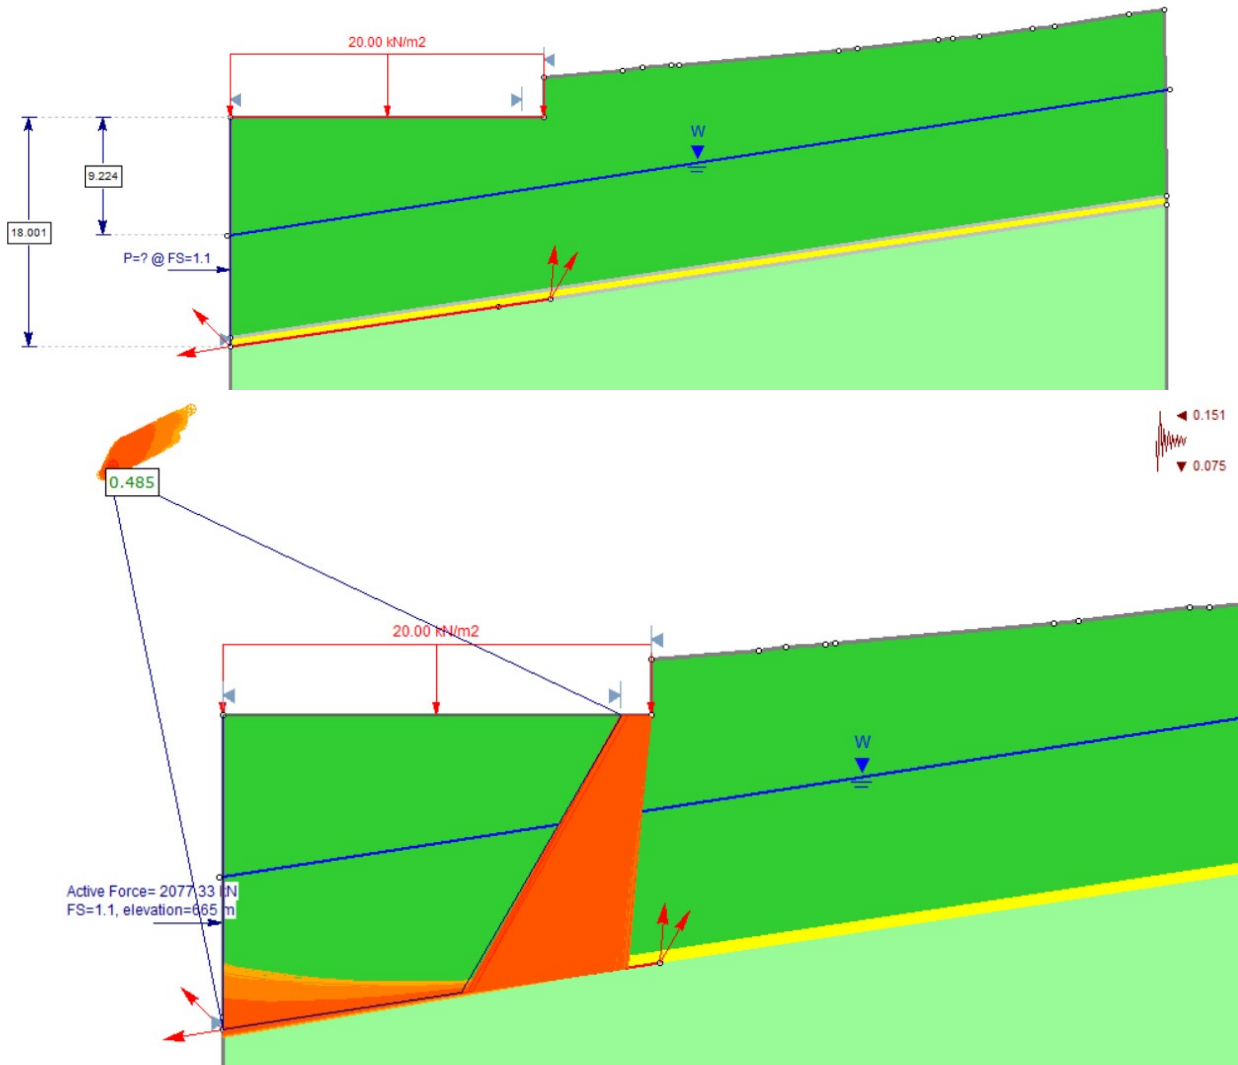 20.00 kN/m2
W
9.224
18.001
P=? @ FS=1.1
0.151
0.485
0.075
20.00 kN/m2
W
Active Force= 2077.33 kN
FS=1.1, elevation=665 m